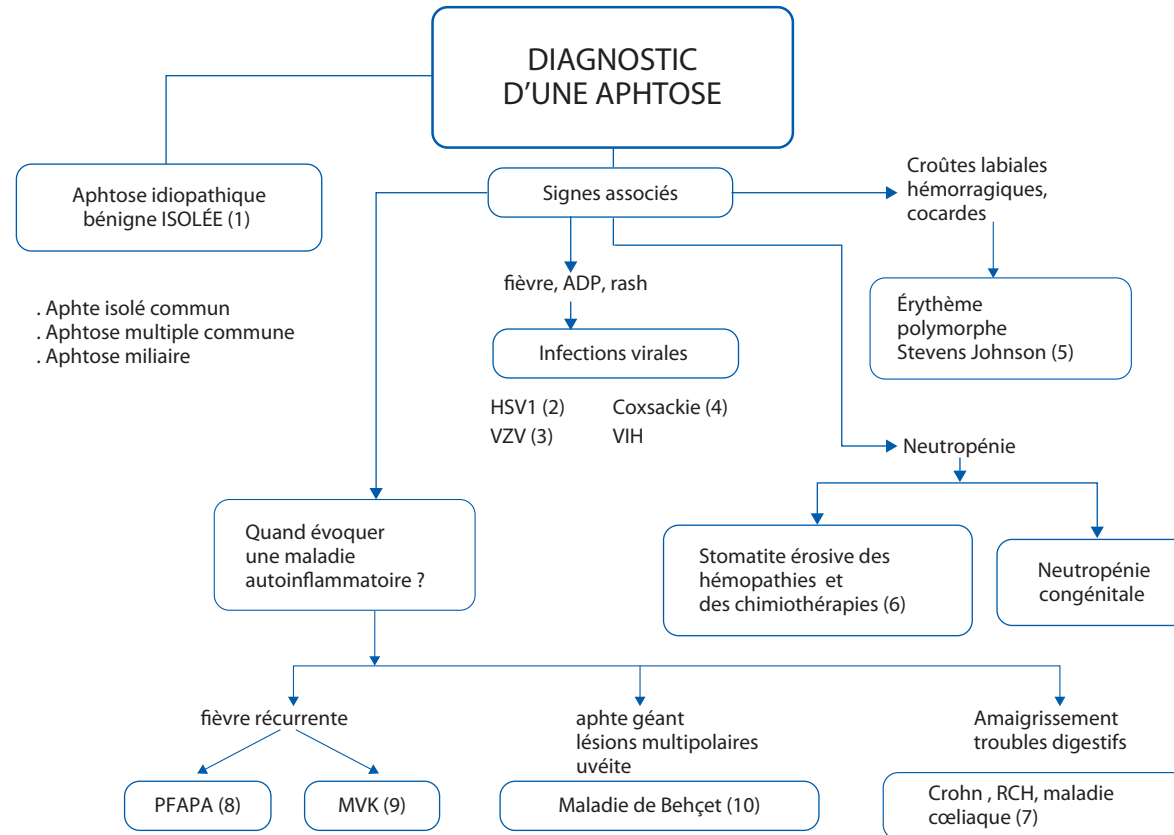 DIAGNOSTIC
D'UNE APHTOSE
Aphtose idiopathique
bénigne ISOLÉE (1)
. Aphte isolé commun
. Aphtose multiple commune
. Aphtose miliaire
Signes associés
Croûtes labiales
hémorragiques,
cocardes
Érythème
polymorphe
Stevens Johnson (5)
fièvre, ADP, rash
Infections virales
HSV1 (2) Coxsackie (4)
VZV (3) VIH
Neutropénie
Stomatite érosive des
hémopathies et
des chimiothérapies (6)
Neutropénie
congénitale
Quand évoquer
une maladie
autoinflammatoire ?
fièvre récurrente
PFAPA (8)
MVK (9)
aphte géant
lésions multipolaires
uvéite
Maladie de Behçet (10)
Amaigrissement
troubles digestifs
Crohn , RCH, maladie
cœliaque (7)